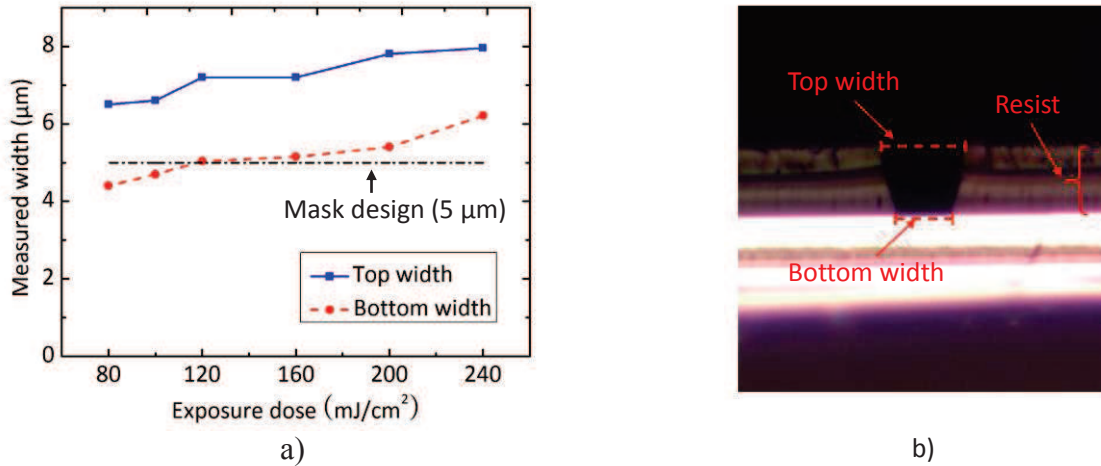 8
6
4
2
0
Measured width (μm)
Mask design (5 μm)
Top width
Bottom width
80
100
120
160
200
240
Exposure dose (mJ/cm²)
a)
Top width
Resist
Bottom width
b)